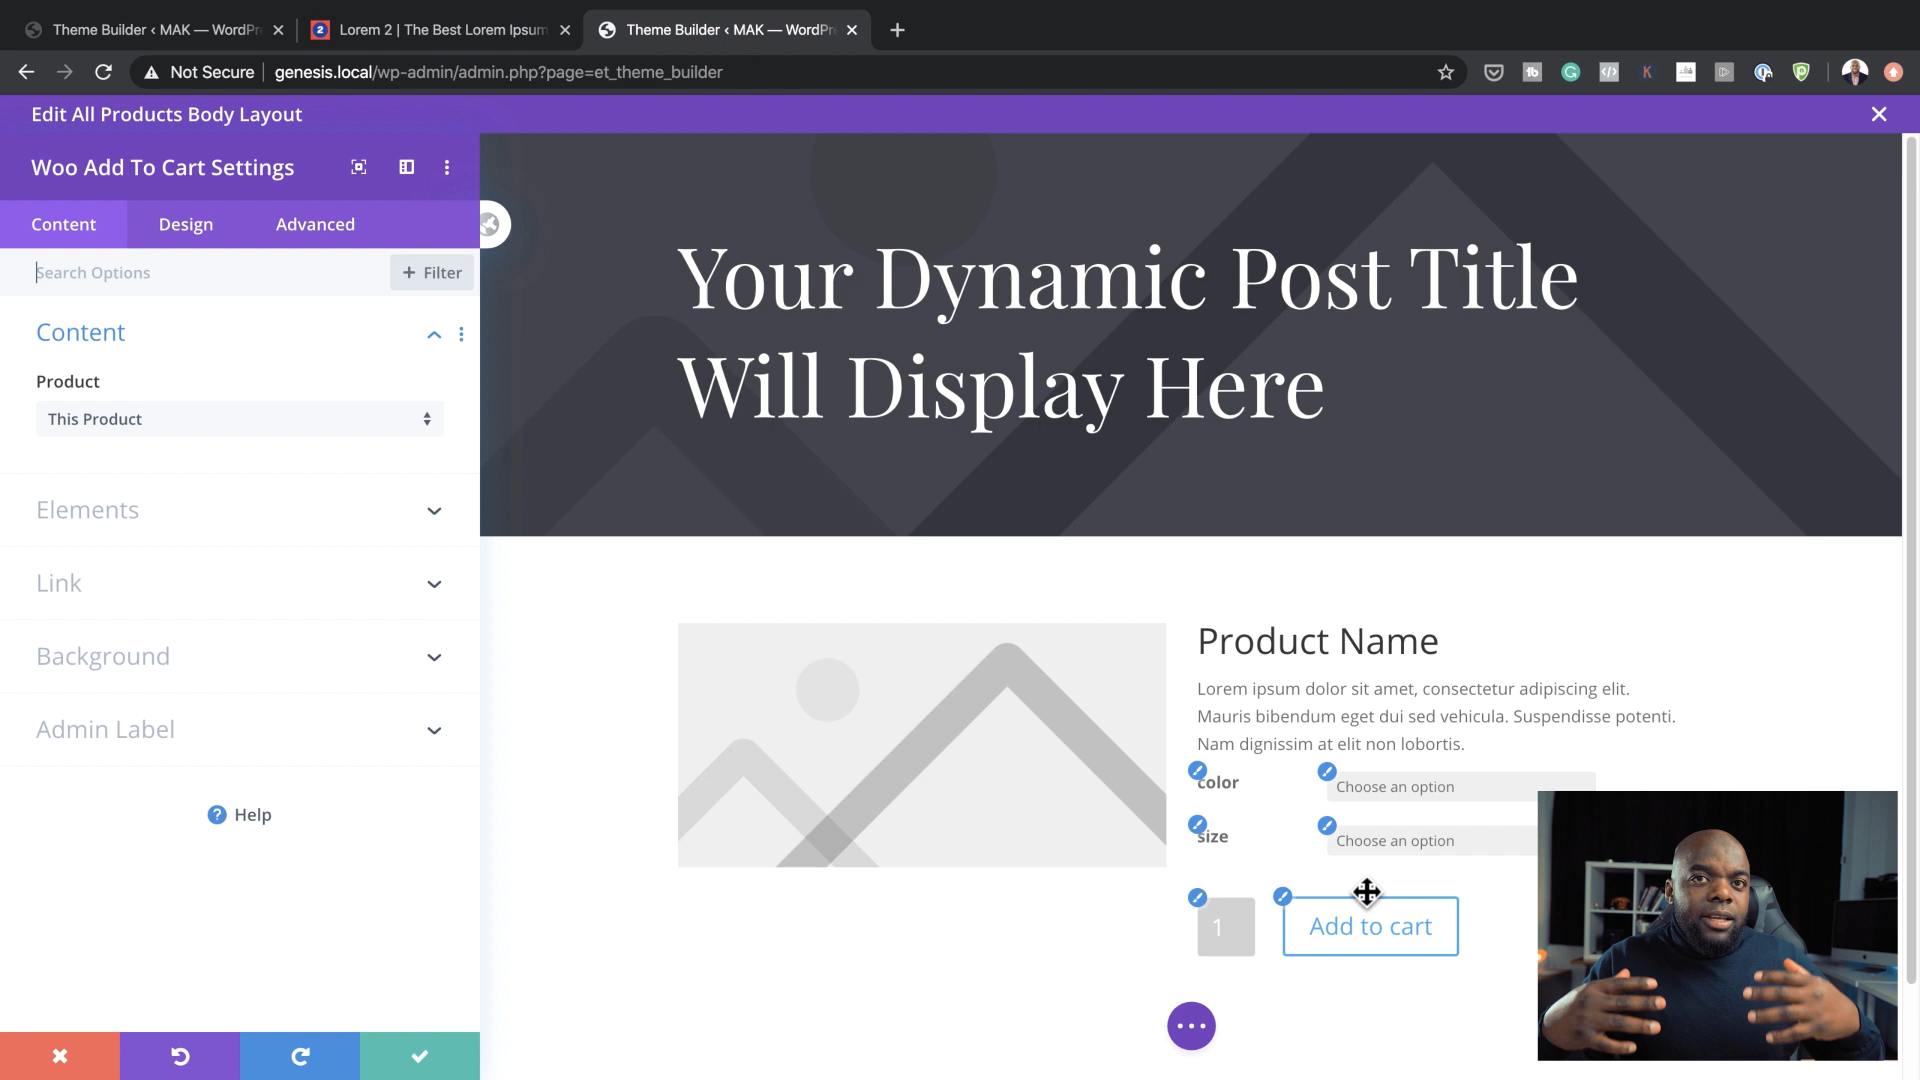 Theme Builder ‹ MAK — WordPr
Lorem 2 | The Best Lorem Ipsum
Theme Builder ‹ MAK — WordPr
Not Secure
genesis.local/wp-admin/admin.php?page=et_theme_builder
Edit All Products Body Layout
Woo Add To Cart Settings
Content
Design
Advanced
Search Options
+ Filter
Content
Product
This Product
Elements
Link
Background
Admin Label
? Help
Your Dynamic Post Title
Will Display Here
Product Name
Lorem ipsum dolor sit amet, consectetur adipiscing elit.
Mauris bibendum eget dui sed vehicula. Suspendisse potenti.
Nam dignissim at elit non lobortis.
color
Choose an option
size
Choose an option
1
Add to cart